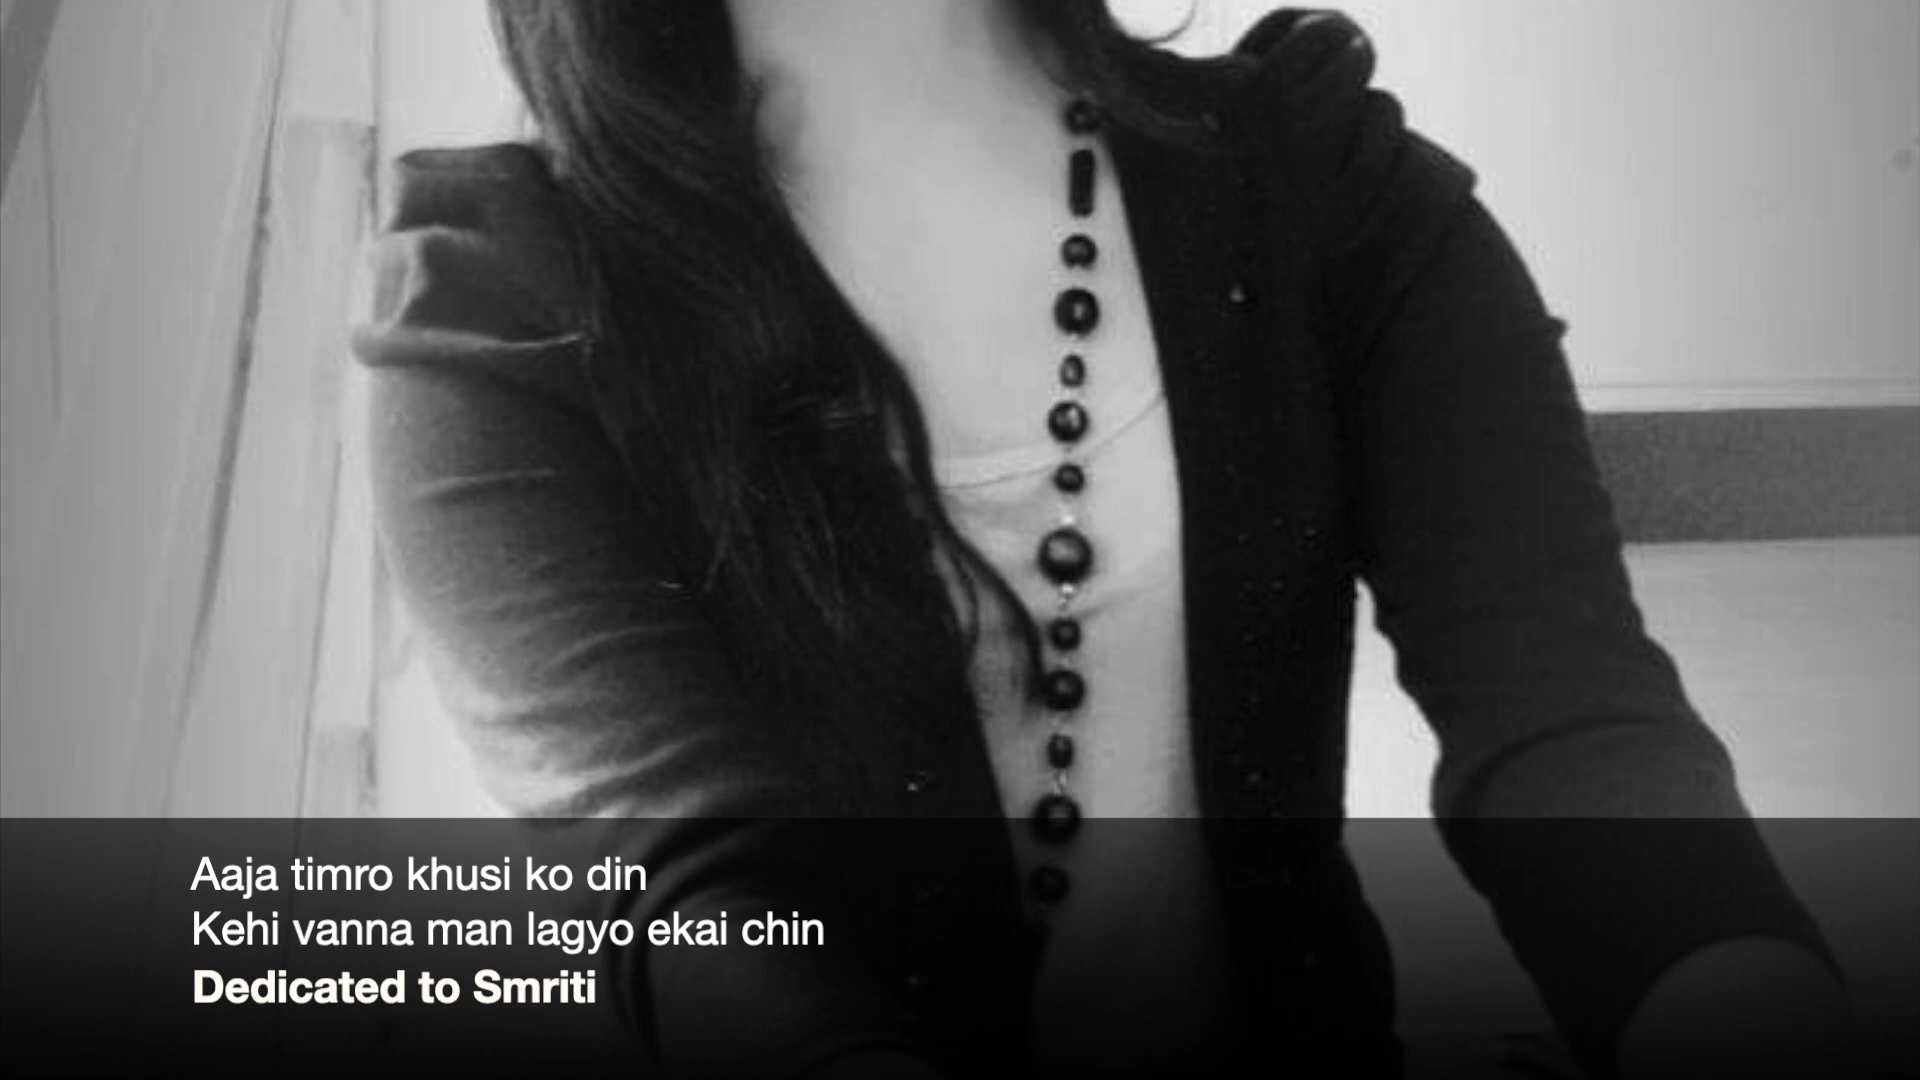 Aaja timro khusi ko din
Kehi vanna man lagyo ekai chin
Dedicated to Smriti